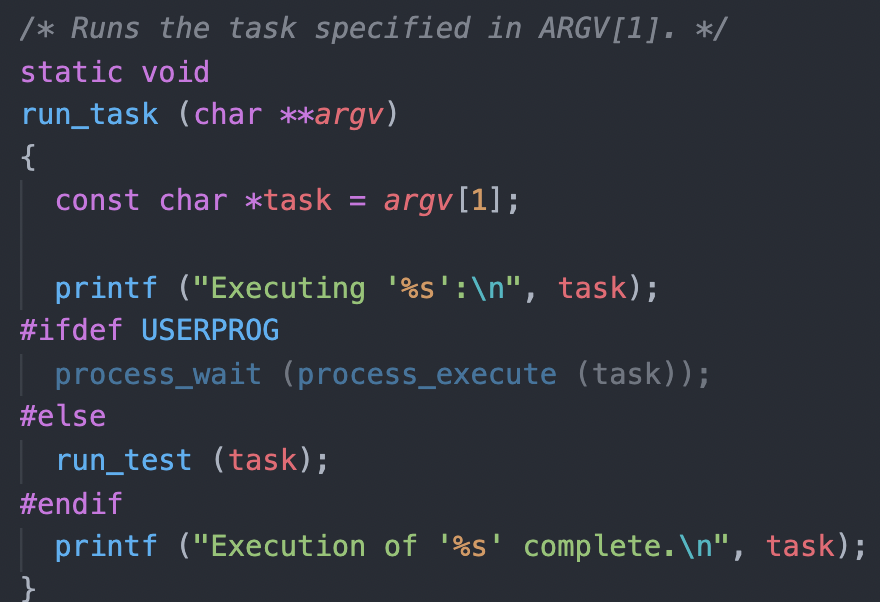 /* Runs the task specified in ARGV[1]. */
static void
run_task (char **argv)
{
  const char *task = argv[1];

  printf ("Executing '%s':\n", task);
#ifdef USERPROG
  process_wait (process_execute (task));
#else
  run_test (task);
#endif
  printf ("Execution of '%s' complete.\n", task);
}